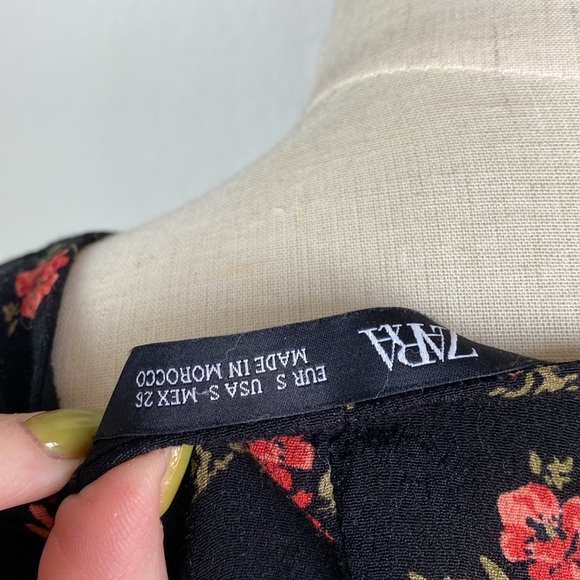 ZARA
EUR S USA S-MEX 26
MADE IN MOROCCO